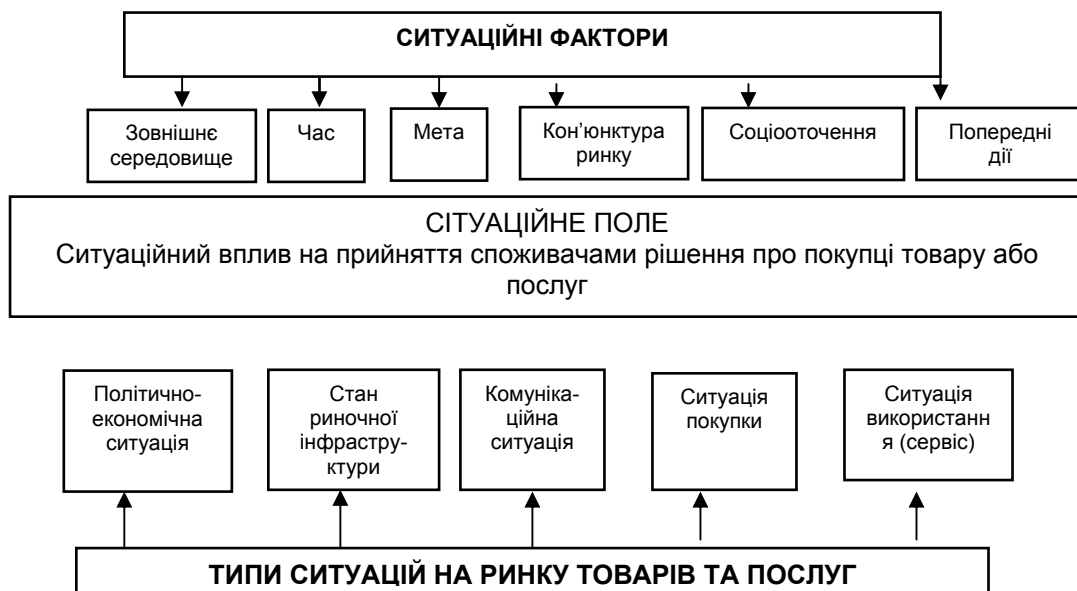 СИТУАЦІЙНІ ФАКТОРИ
Зовнішнє
середовище
Час
Мета
Кон’юнктура
ринку
Соціооточення
Попередні
дії
СІТУАЦІЙНЕ ПОЛЕ
Ситуаційний вплив на прийняття споживачами рішення про покупці товару або
послуг
Політично-
економічна
ситуація
Стан
риночної
інфрастру-
ктури
Комуніка-
ційна
ситуація
Ситуація
покупки
Ситуація
використанн
я (сервіс)
ТИПИ СИТУАЦІЙ НА РИНКУ ТОВАРІВ ТА ПОСЛУГ